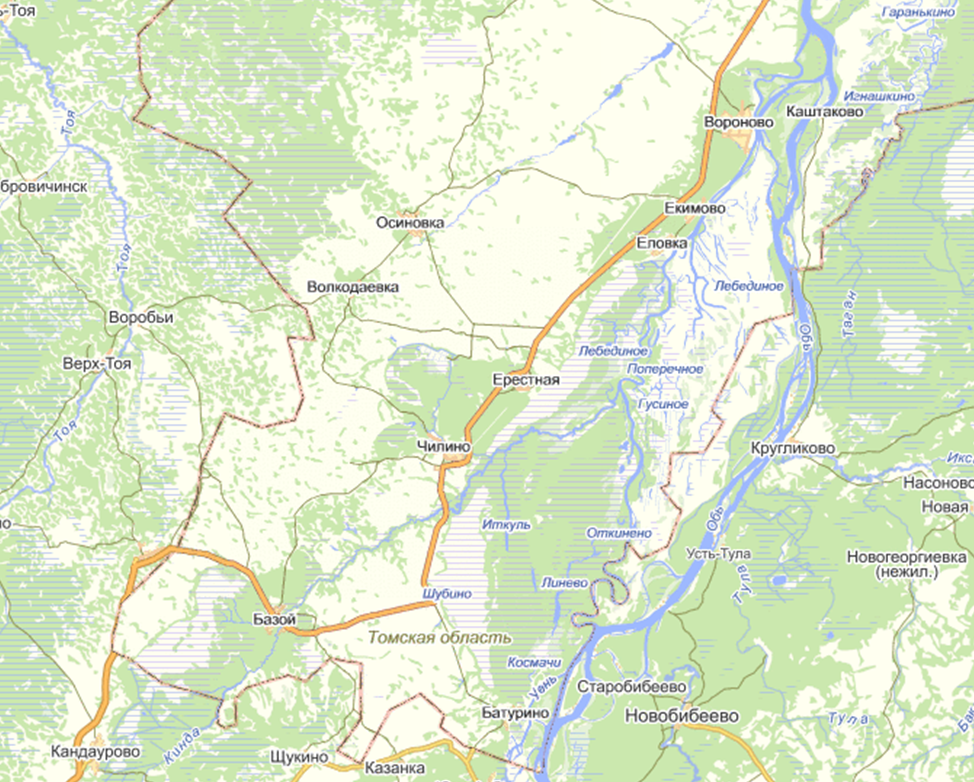 ь-Тоя
Гаранькино
Игнашкино
Каштаково
Вороново
Тоя
бровичинск
Екимово
Осиновка
Еловка
Тоя
Волкодаевка
Лебединое
Таган
Воробьи
Обь
Лебединое
Верх-Тоя
Поперечное
Ерестная
Гусиное
Тоя
Чилино
Кругликово
Икс
Насоново
Новая
Обь
Иткуль
Откинено
Усть-Тула
Новогеоргиевка
(нежил.)
Тула
Линево
Шубино
Базой
Томская область
Космачи
Уень
Старобибеево
Батурино
Новобибеево
Тула
Кинда
Кандаурово
Щукино
Казанка